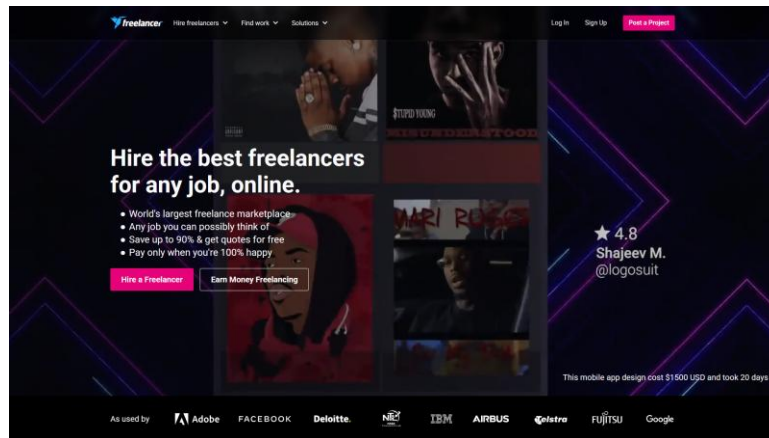 freelancer
Hire freelancers
Find work
Solutions
Log In
Sign Up
Post a Project
$TUPID YOUNG
MISUNDERSTOOD
Hire the best freelancers
for any job, online.
World's largest freelance marketplace
Any job you can possibly think of
Save up to 90% & get quotes for free
Pay only when you're 100% happy
MARI
4.8
Shajeev M.
@logosuit
Hire a Freelancer
Earn Money Freelancing
This mobile app design cost $1500 USD and took 20 days
As used by
Adobe
FACEBOOK
Deloitte.
IBM
AIRBUS
Telstra
FUJITSU
Google